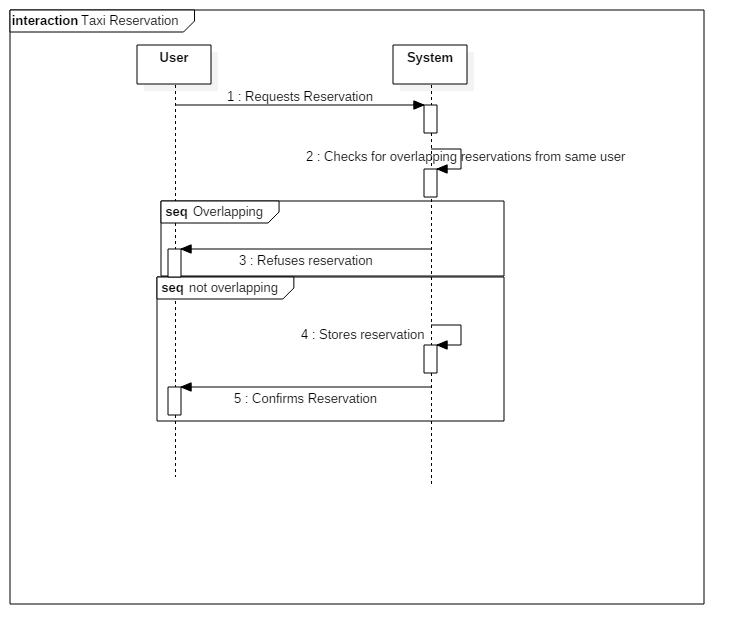 interaction Taxi Reservation
User
System
1 : Requests Reservation
2 : Checks for overlapping reservations from same user
seq Overlapping
3 : Refuses reservation
seq not overlapping
4 : Stores reservation
5 : Confirms Reservation